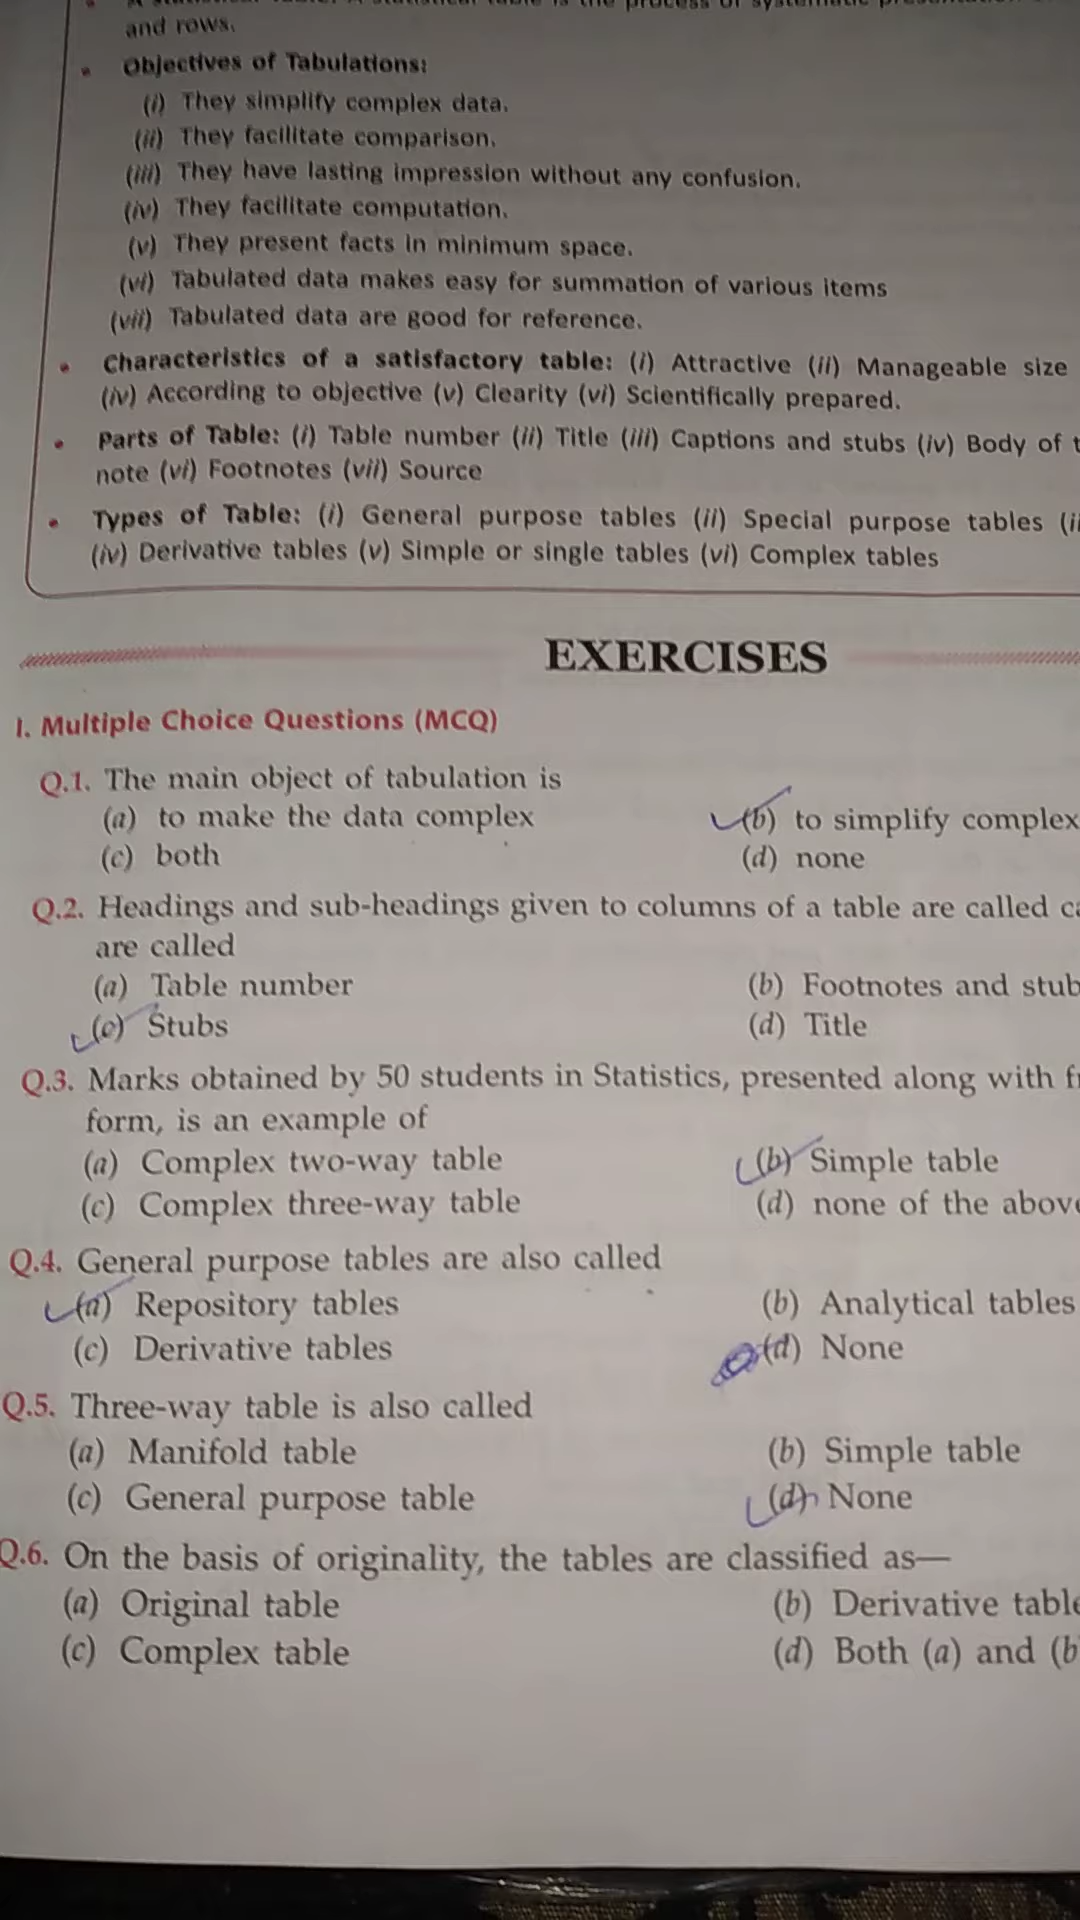 and rows.
• Objectives of Tabulations:
(i) They simplify complex data.
(ii) They facilitate comparison.
(iii) They have lasting impression without any confusion.
(iv) They facilitate computation.
(v) They present facts in minimum space.
(vi) Tabulated data makes easy for summation of various items
(vii) Tabulated data are good for reference.
• Characteristics of a satisfactory table: (i) Attractive (ii) Manageable size
(iv) According to objective (v) Clearity (vi) Scientifically prepared.
• Parts of Table: (i) Table number (ii) Title (iii) Captions and stubs (iv) Body of
note (vi) Footnotes (vii) Source
• Types of Table: (i) General purpose tables (ii) Special purpose tables
(iv) Derivative tables (v) Simple or single tables (vi) Complex tables
EXERCISES
I. Multiple Choice Questions (MCQ)
Q.1. The main object of tabulation is
(a) to make the data complex (b) to simplify complex
(c) both (d) none
Q.2. Headings and sub-headings given to columns of a table are called
are called
(a) Table number (b) Footnotes and stub
(c) Stubs (d) Title
Q.3. Marks obtained by 50 students in Statistics, presented along with
form, is an example of
(a) Complex two-way table (b) Simple table
(c) Complex three-way table (d) none of the above
Q.4. General purpose tables are also called
(a) Repository tables (b) Analytical tables
(c) Derivative tables (d) None
Q.5. Three-way table is also called
(a) Manifold table (b) Simple table
(c) General purpose table (d) None
Q.6. On the basis of originality, the tables are classified as—
(a) Original table (b) Derivative table
(c) Complex table (d) Both (a) and (b